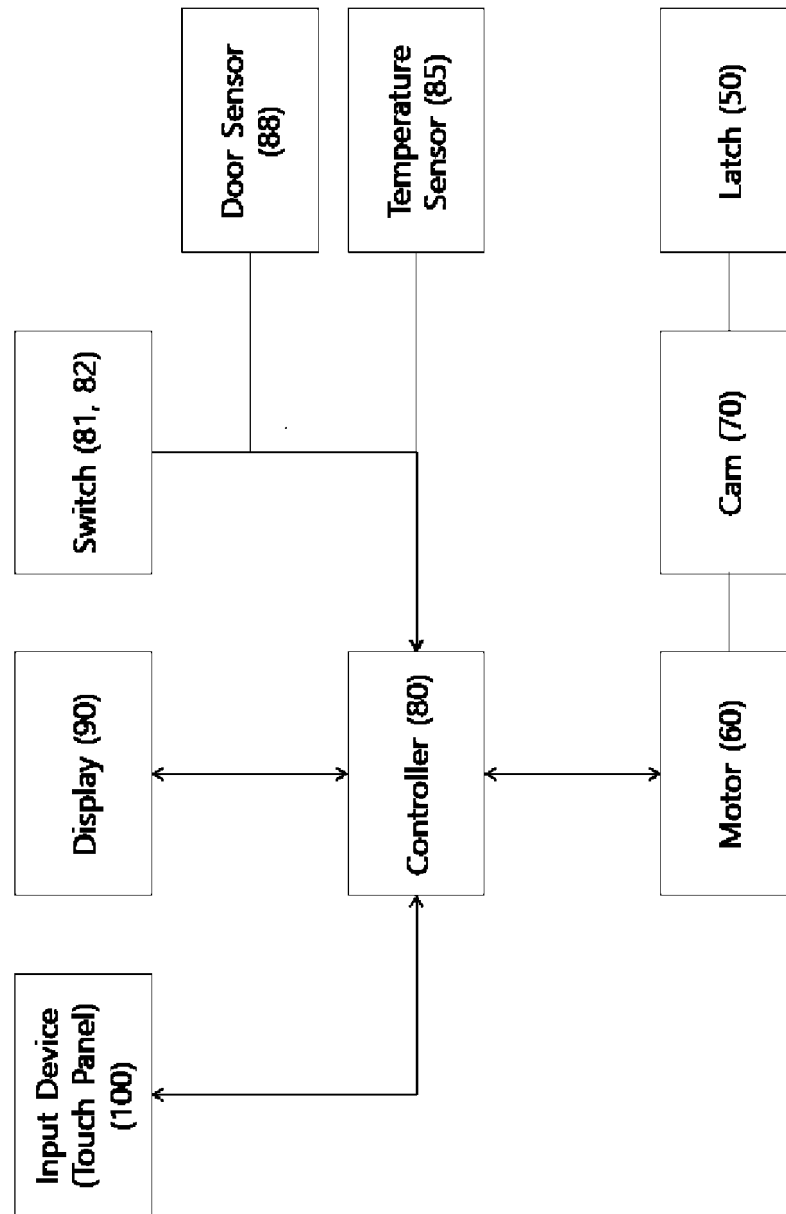 Input Device
(Touch Panel)
(100)
Display (90)
Switch (81, 82)
Door Sensor
(88)
Controller (80)
Temperature
Sensor (85)
Motor (60)
Cam (70)
Latch (50)